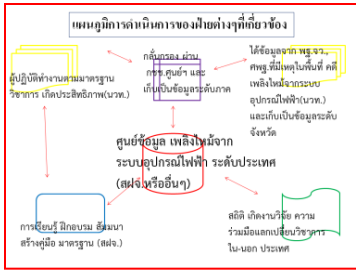 แผนภูมิการดำเนินการของฝ่ายต่างๆที่เกี่ยวข้อง
ผู้ปฏิบัติทำงานตามมาตรฐาน
วิชาการ เกิดประสิทธิภาพ(นวท.)
กลั่นกรอง ผ่าน
กชช.ศูนย์ฯ และ
เก็บเป็นข้อมูลระดับภาค
ได้ข้อมูลจาก พฐ.จว.,
ศพฐ.ที่มีเหตุในพื้นที่ คดี
เพลิงไหม้จากระบบ
อุปกรณ์ไฟฟ้า(นวท.)
และเก็บเป็นข้อมูลระดับ
จังหวัด
ศูนย์ข้อมูล เพลิงไหม้จาก
ระบบอุปกรณ์ไฟฟ้า ระดับประเทศ
(สฝจ.หรืออื่นๆ)
การเรียนรู้ ฝึกอบรม สัมมนา
สร้างคู่มือ มาตรฐาน (สฝจ.)
สถิติ เกิดงานวิจัย ความ
ร่วมมือแลกเปลี่ยนวิชาการ
ใน-นอก ประเทศ